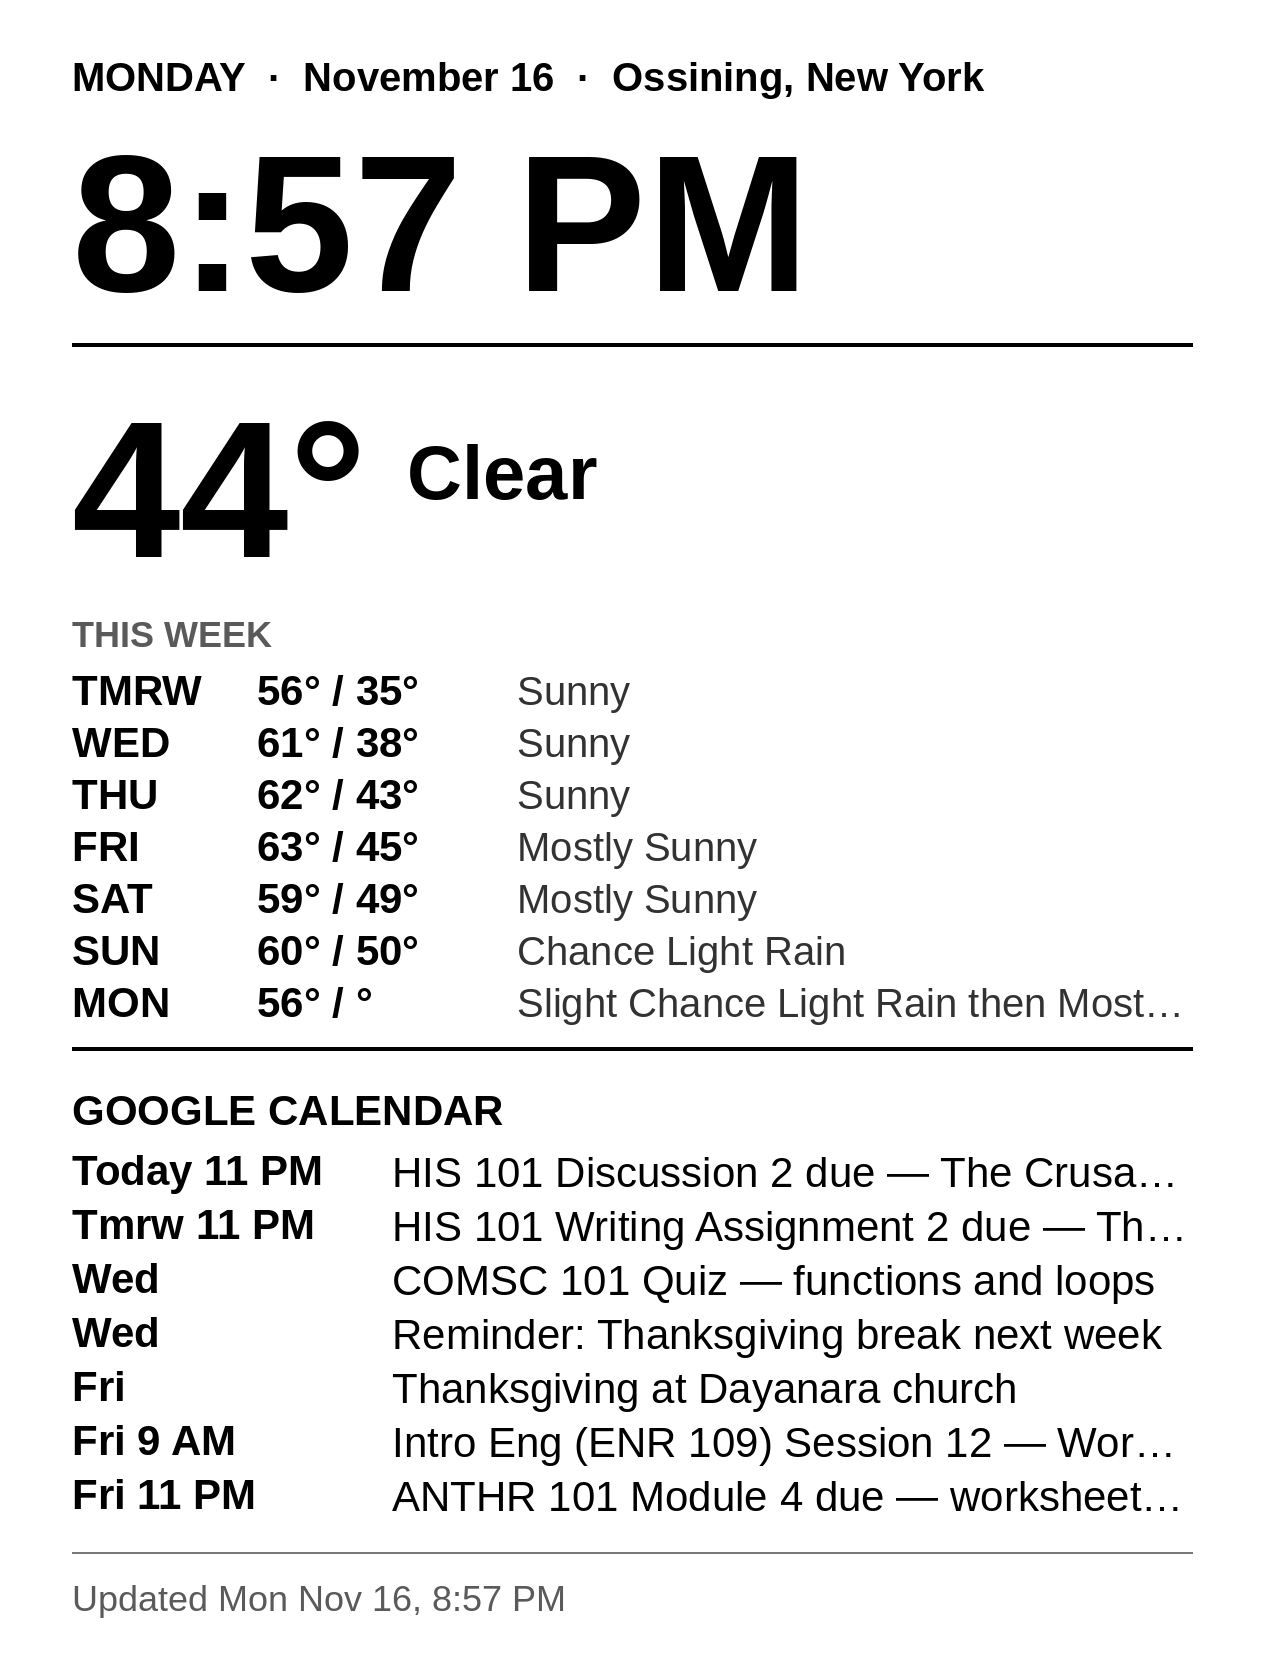 MONDAY · November 16 · Ossining, New York
8:57 PM
44° Clear
THIS WEEK
TMRW 56° / 35° Sunny
WED 61° / 38° Sunny
THU 62° / 43° Sunny
FRI 63° / 45° Mostly Sunny
SAT 59° / 49° Mostly Sunny
SUN 60° / 50° Chance Light Rain
MON 56° / ° Slight Chance Light Rain then Most…
GOOGLE CALENDAR
Today 11 PM HIS 101 Discussion 2 due — The Crusa…
Tmrw 11 PM HIS 101 Writing Assignment 2 due — Th…
Wed COMSC 101 Quiz — functions and loops
Wed Reminder: Thanksgiving break next week
Fri Thanksgiving at Dayanara church
Fri 9 AM Intro Eng (ENR 109) Session 12 — Wor…
Fri 11 PM ANTHR 101 Module 4 due — worksheet…
Updated Mon Nov 16, 8:57 PM